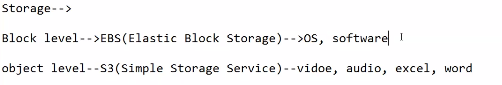 Storage-->
Block level-->EBS(Elastic Block Storage)-->OS, software
object level--S3(Simple Storage Service)--vidoe, audio, excel, word